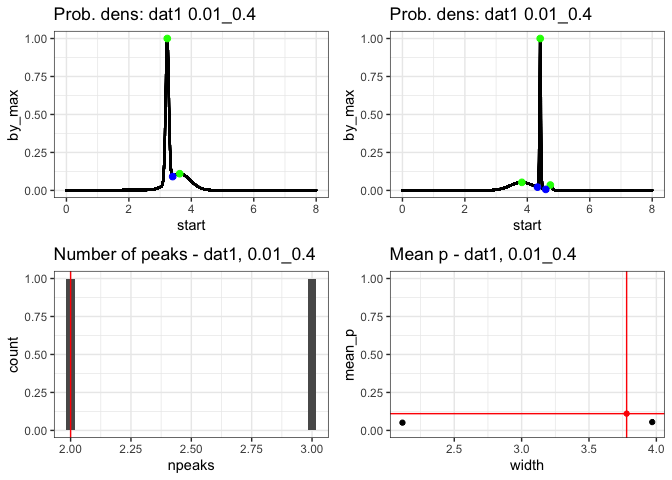 Prob. dens: dat1 0.01_0.4
by_max
1.00
0.75
0.50
0.25
0.00
0 2 4 6 8
start
Prob. dens: dat1 0.01_0.4
by_max
1.00
0.75
0.50
0.25
0.00
0 2 4 6 8
start
Number of peaks - dat1, 0.01_0.4
count
1.00
0.75
0.50
0.25
0.00
2.00 2.25 2.50 2.75 3.00
npeaks
Mean p - dat1, 0.01_0.4
mean_p
1.00
0.75
0.50
0.25
0.00
2.5 3.0 3.5 4.0
width